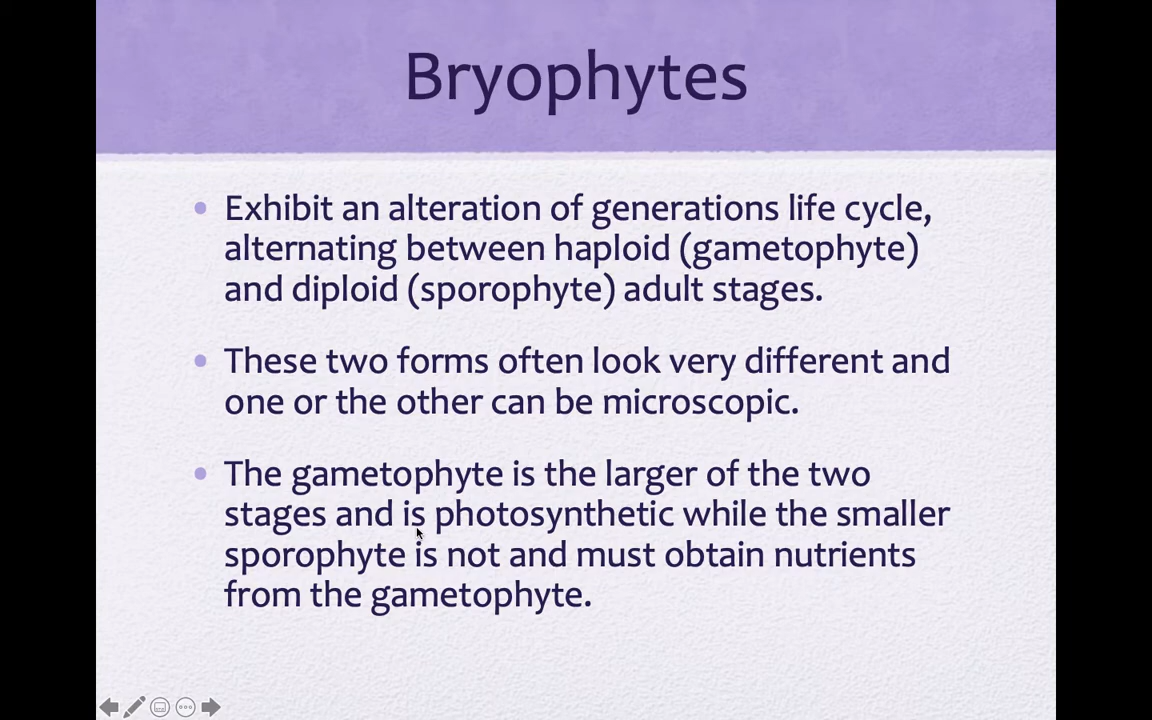 Bryophytes
• Exhibit an alteration of generations life cycle,
alternating between haploid (gametophyte)
and diploid (sporophyte) adult stages.
• These two forms often look very different and
one or the other can be microscopic.
• The gametophyte is the larger of the two
stages and is photosynthetic while the smaller
sporophyte is not and must obtain nutrients
from the gametophyte.